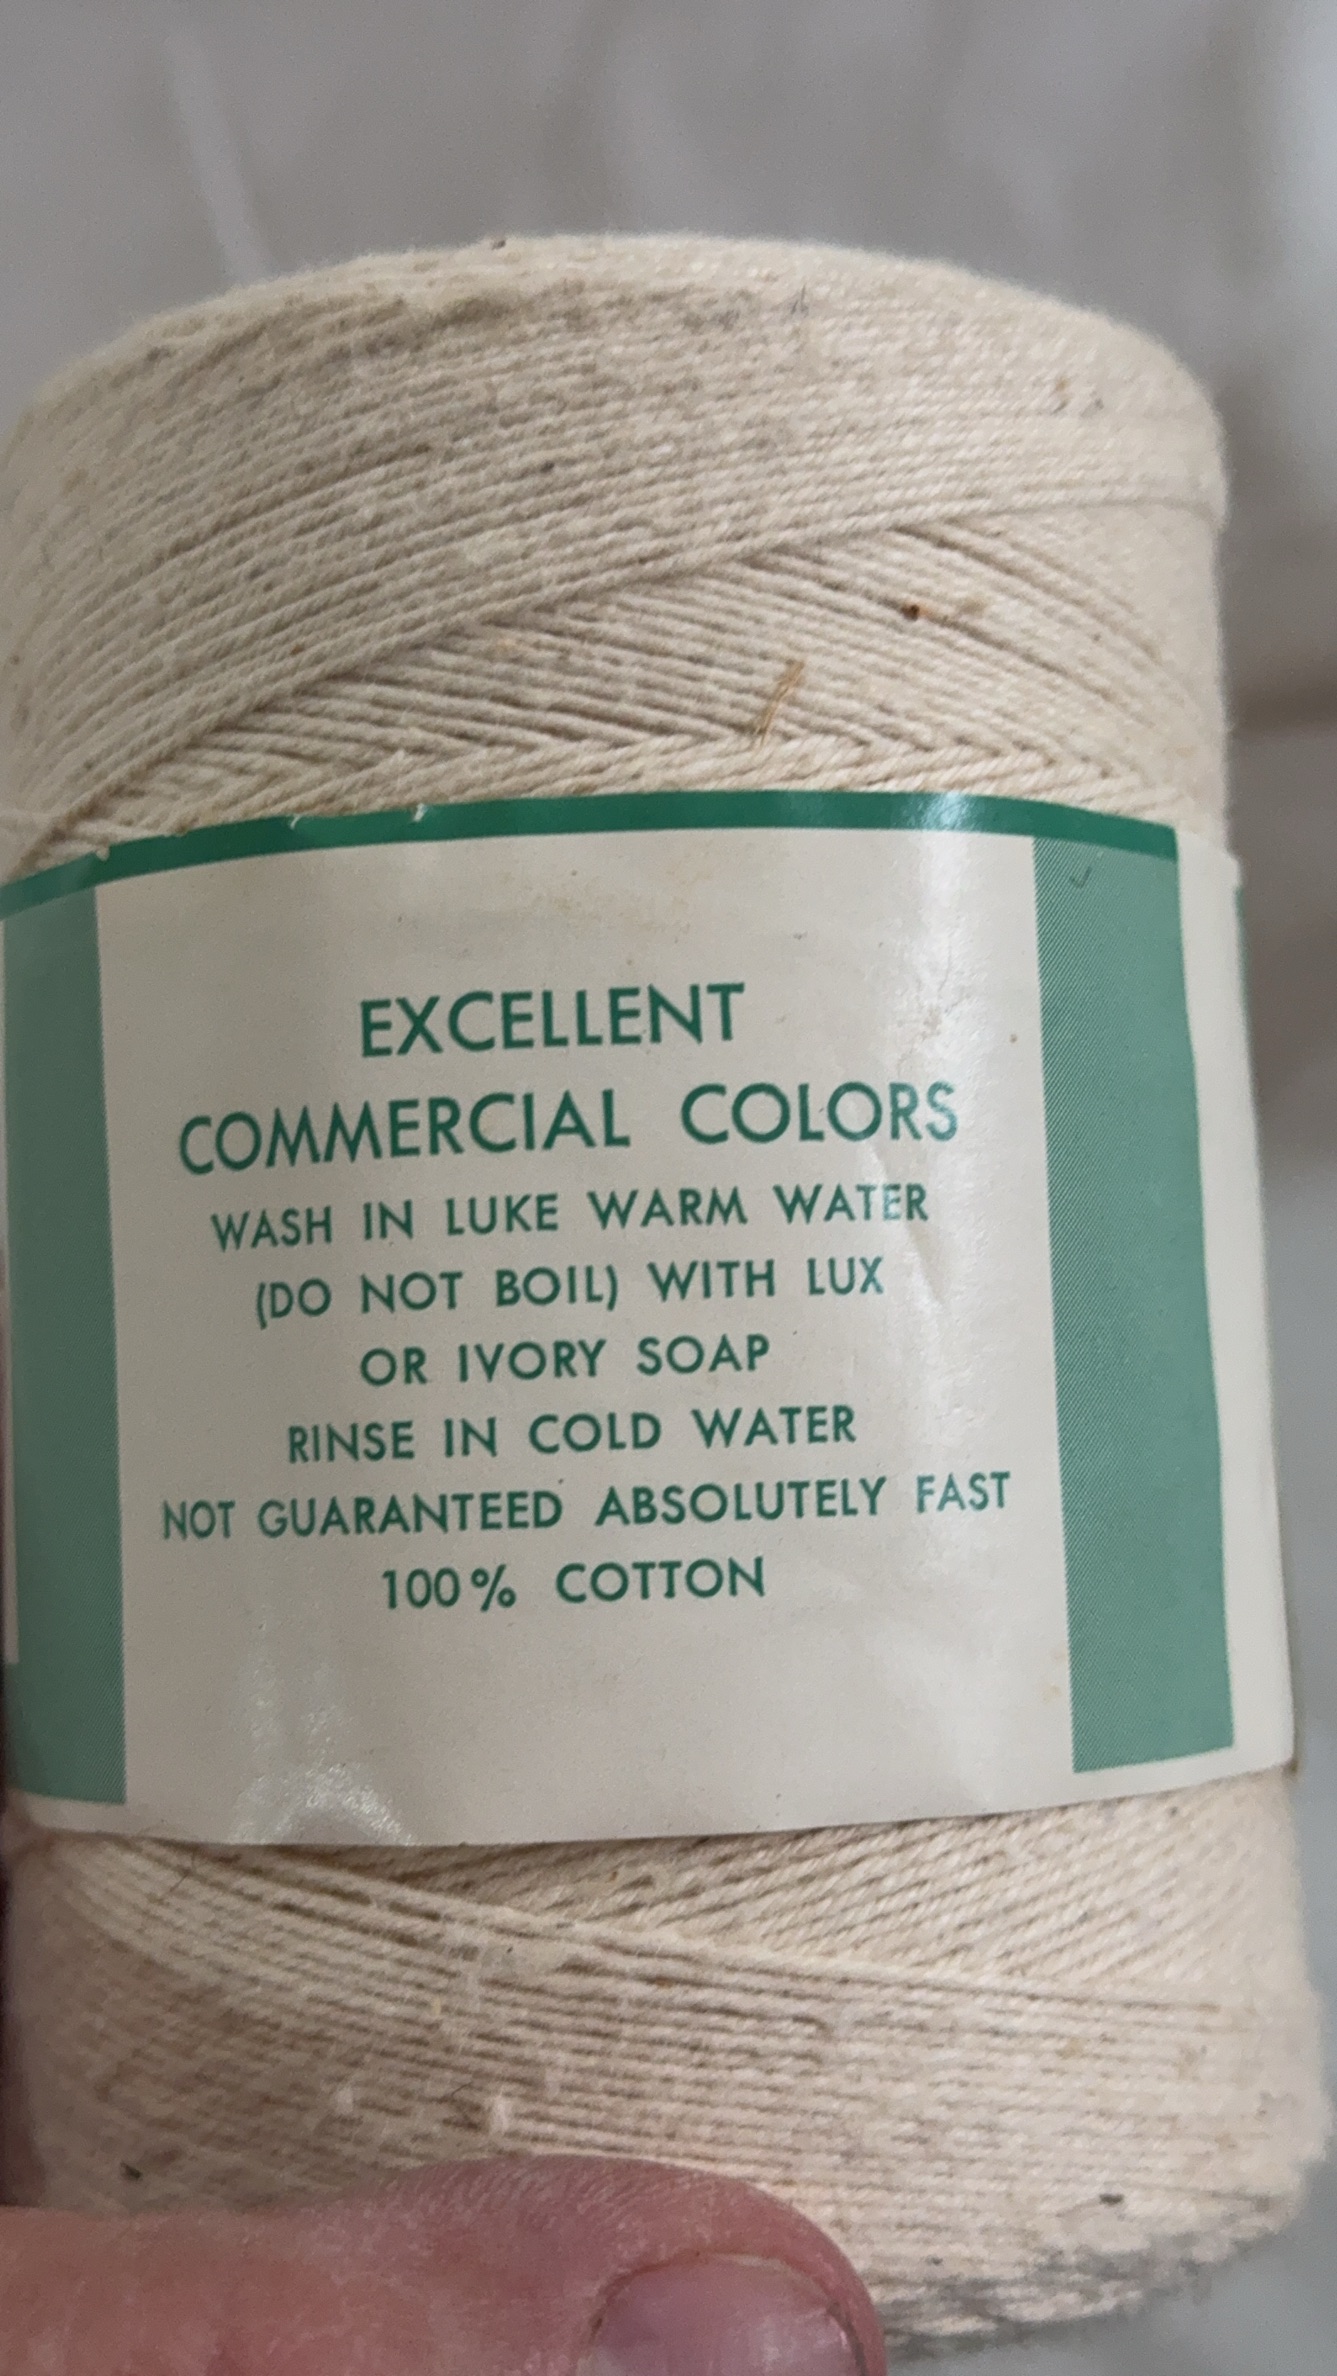 EXCELLENT
COMMERCIAL COLORS
WASH IN LUKE WARM WATER
(DO NOT BOIL) WITH LUX
OR IVORY SOAP
RINSE IN COLD WATER
NOT GUARANTEED ABSOLUTELY FAST
100% COTTON